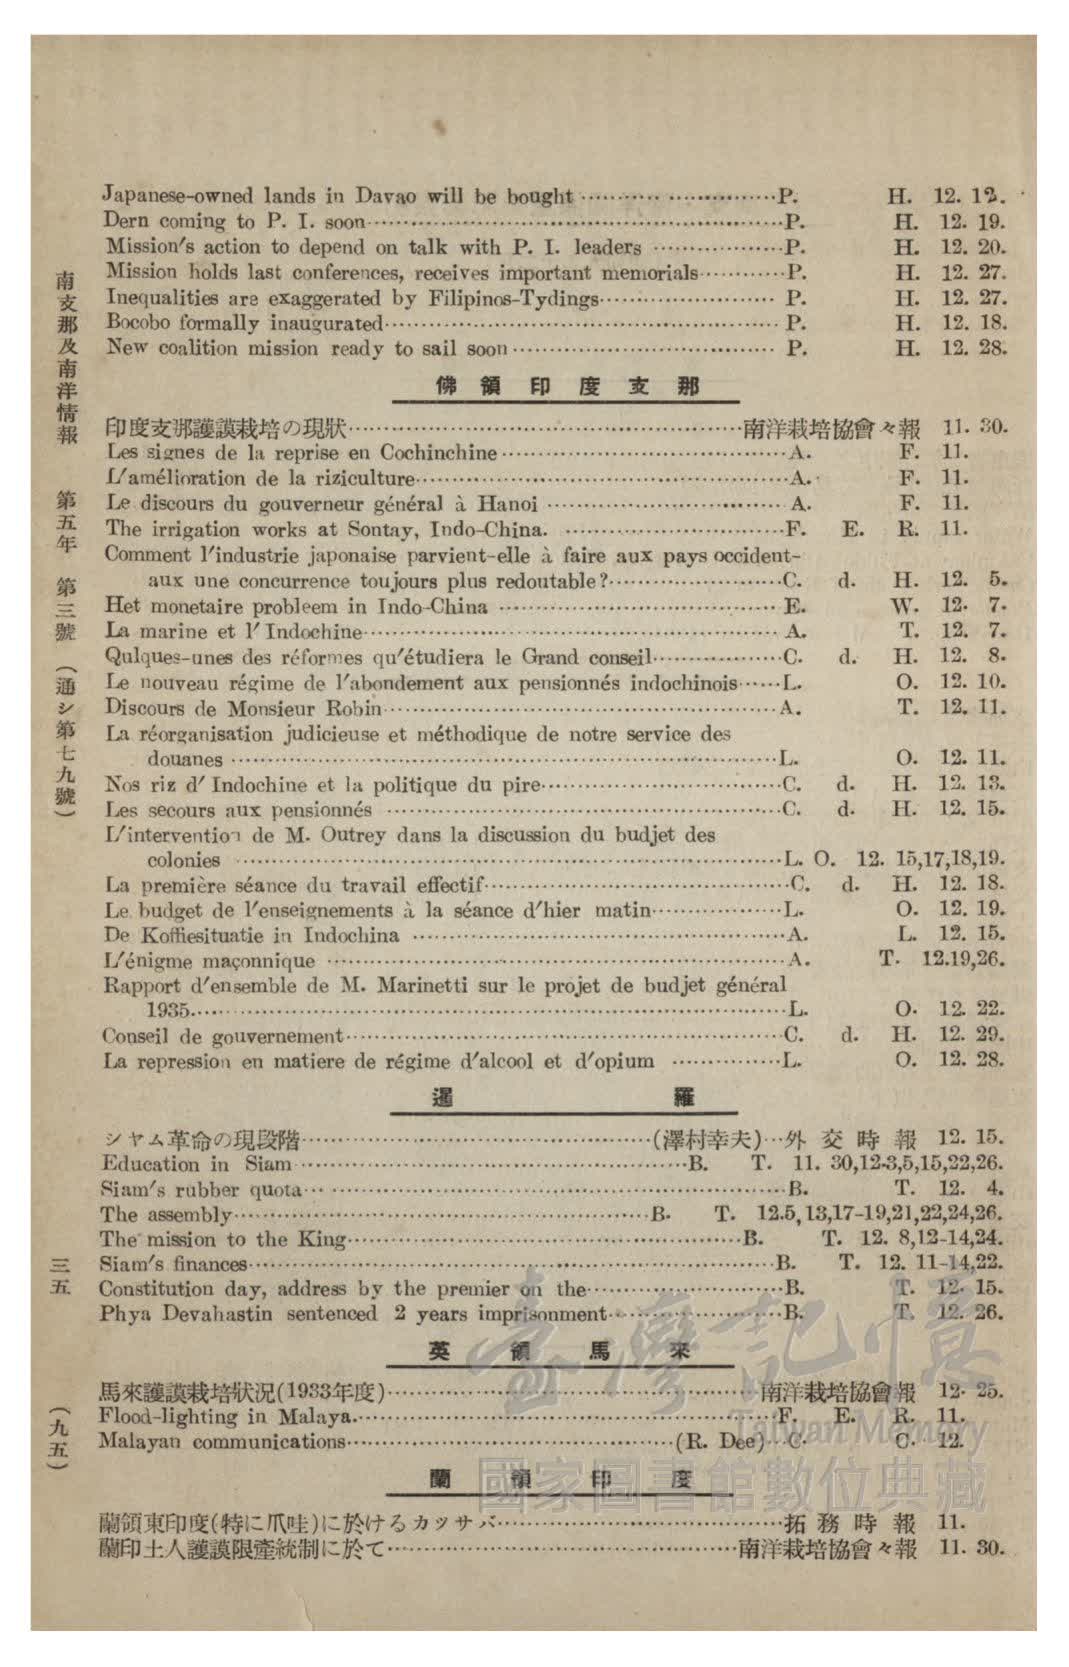 Japanese-owned lands in Davao will be bought ……………………P. H. 12. 12.
Dern coming to P. I. soon……………………P. H. 12. 19.
Mission's action to depend on talk with P. I. leaders ……………P. H. 12. 20.
Mission holds last conferences, receives important memorials…………P. H. 12. 27.
Inequalities are exaggerated by Filipinos-Tydings…………………… P. H. 12. 27.
Bocobo formally inaugurated…………………… P. H. 12. 18.
New coalition mission ready to sail soon…………………… P. H. 12. 28.
佛領印度支那
印度支那護謨栽培の現狀……………………南洋栽培協會々報 11. 30.
Les signes de la reprise en Cochinchine……………………A. F. 11.
L'amélioration de la riziculture……………………A. F. 11.
Le discours du gouverneur général à Hanoi ……………………A. F. 11.
The irrigation works at Sontay, Indo-China. ……………………F. E. R. 11.
Comment l'industrie japonaise parvient-elle à faire aux pays occident-
aux une concurrence toujours plus redoutable?……………………C. d. H. 12. 5.
Het monetaire probleem in Indo-China …………………… E. W. 12. 7.
La marine et l' Indochine…………………… A. T. 12. 7.
Qulques-unes des réformes qu'étudiera le Grand conseil………………C. d. H. 12. 8.
Le nouveau régime de l'abondement aux pensionnés indochinois……L. O. 12. 10.
Discours de Monsieur Robin……………………A. T. 12. 11.
La réorganisation judicieuse et méthodique de notre service des
douanes ……………………L. O. 12. 11.
Nos riz d' Indochine et la politique du pire……………………C. d. H. 12. 13.
Les secours aux pensionnés ……………………C. d. H. 12. 15.
L'intervention de M. Outrey dans la discussion du budjet des
colonies ……………………L. O. 12. 15,17,18,19.
La première séance du travail effectif……………………C. d. H. 12. 18.
Le budget de l'enseignements à la séance d'hier matin………………L. O. 12. 19.
De Koffiesituatie in Indochina ……………………A. L. 12. 15.
L'énigme maçonnique ……………………A. T. 12.19,26.
Rapport d'ensemble de M. Marinetti sur le projet de budjet général
1935……………………L. O. 12. 22.
Conseil de gouvernement……………………C. d. H. 12. 29.
La repression en matiere de régime d'alcool et d'opium ……………L. O. 12. 28.
暹羅
シヤム革命の現段階……………………(澤村幸夫)…外交時報 12. 15.
Education in Siam……………………B. T. 11. 30,12.3,5,15,22,26.
Siam's rubber quota……………………B. T. 12. 4.
The assembly……………………B. T. 12.5,13,17-19,21,22,24,26.
The mission to the King……………………B. T. 12. 8,12-14,24.
Siam's finances……………………B. T. 12. 11-14,22.
Constitution day, address by the premier on the……………………B. T. 12. 15.
Phya Devahastin sentenced 2 years imprisonment……………………B. T. 12. 26.
英領馬來
馬來護謨栽培狀況(1933年度)……………………南洋栽培協會報 12. 25.
Flood-lighting in Malaya.……………………F. E. R. 11.
Malayan communications……………………(R. Dee)…C. C. 12.
蘭領印度
蘭領東印度(特に爪哇)に於けるカツサバ……………………拓務時報 11.
蘭印土人護謨限產統制に於て……………………南洋栽培協會々報 11. 30.
南支那及南洋情報 第五年 第三號 (通シ第七九號)
三五
(九五)
臺灣記憶
Taiwan Memory
國家圖書館數位典藏